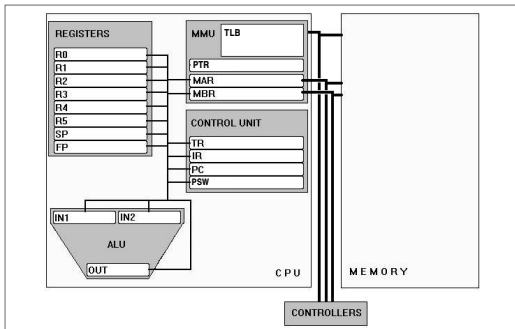 REGISTERS
R0
R1
R2
R3
R4
R5
SP
FP
MMU
TLB
PTR
MAR
MBR
CONTROL UNIT
TR
IR
PC
PSW
IN1
IN2
ALU
OUT
CPU
MEMORY
CONTROLLERS